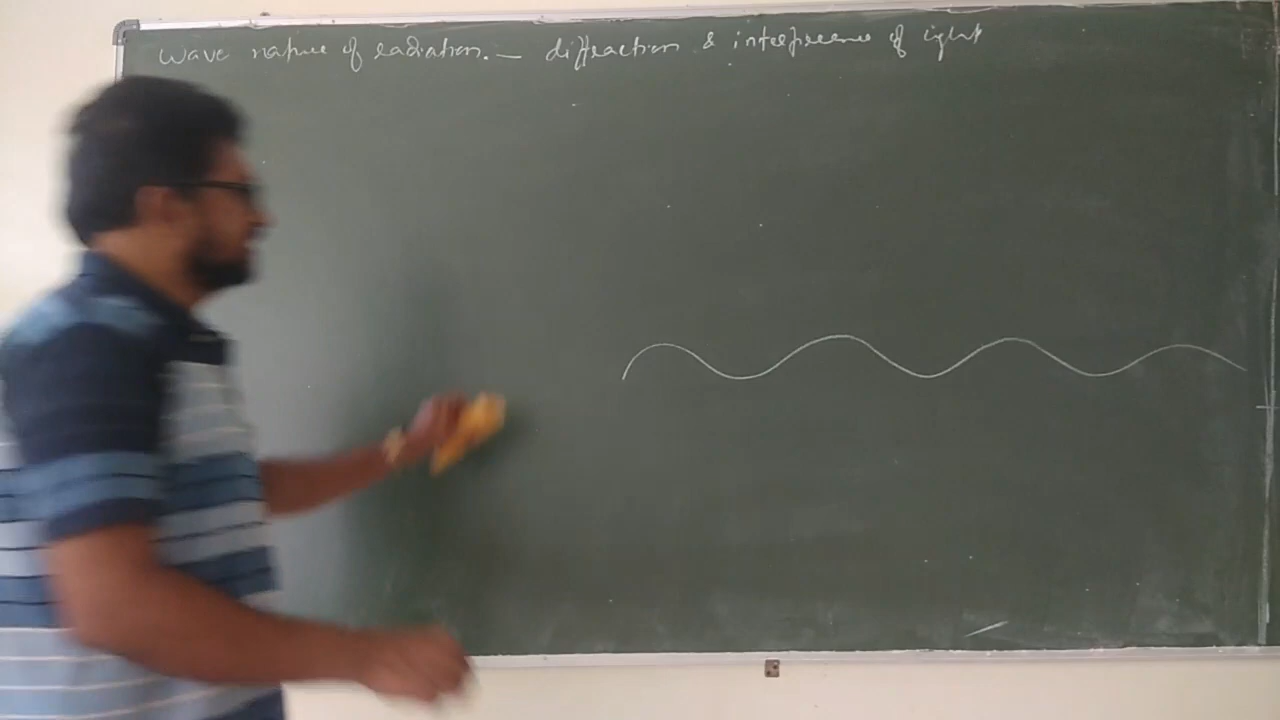 Wave nature of radiation. — diffraction & interference of light